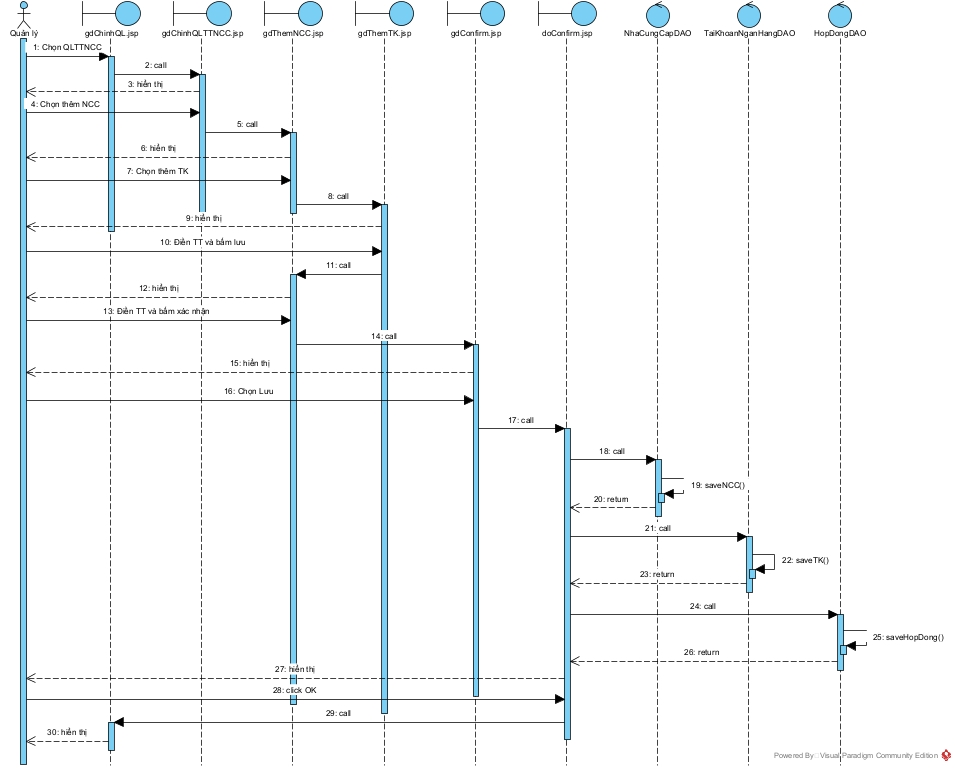 Quản lý
gdChinhQL.jsp
gdChinhQLTTNCC.jsp
gdThemNCC.jsp
gdThemTK.jsp
gdConfirm.jsp
doConfirm.jsp
NhaCungCapDAO
TaiKhoanNganHangDAO
HopDongDAO
1: Chọn QLTTNCC
2: call
3: hiển thị
4: Chọn thêm NCC
5: call
6: hiển thị
7: Chọn thêm TK
8: call
9: hiển thị
10: Điền TT và bấm lưu
11: call
12: hiển thị
13: Điền TT và bấm xác nhận
14: call
15: hiển thị
16: Chọn Lưu
17: call
18: call
19: saveNCC()
20: return
21: call
22: saveTK()
23: return
24: call
25: saveHopDong()
26: return
27: hiển thị
28: click OK
29: call
30: hiển thị
Powered By Visual Paradigm Community Edition